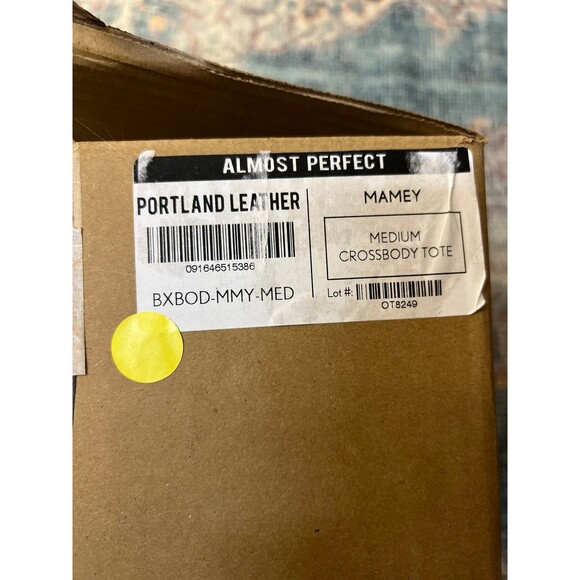 ALMOST PERFECT
PORTLAND LEATHER
091646515386
BXBOD-MMY-MED
MAMEY
MEDIUM
CROSSBODY TOTE
Lot #:
OT8249